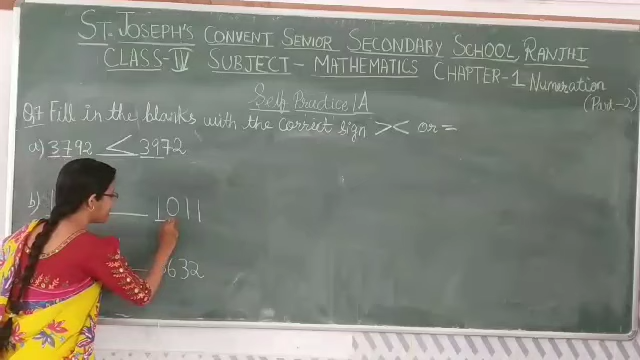 ST. JOSEPH'S CONVENT SENIOR SECONDARY SCHOOL, RANJHI
CLASS-IV SUBJECT- MATHEMATICS CHAPTER-1 NUMERATION
(Part-2)
Self Practice 1A
Q7 Fill in the blanks with the correct sign >< or =
a) 3792 < 3972
b) 1011
632